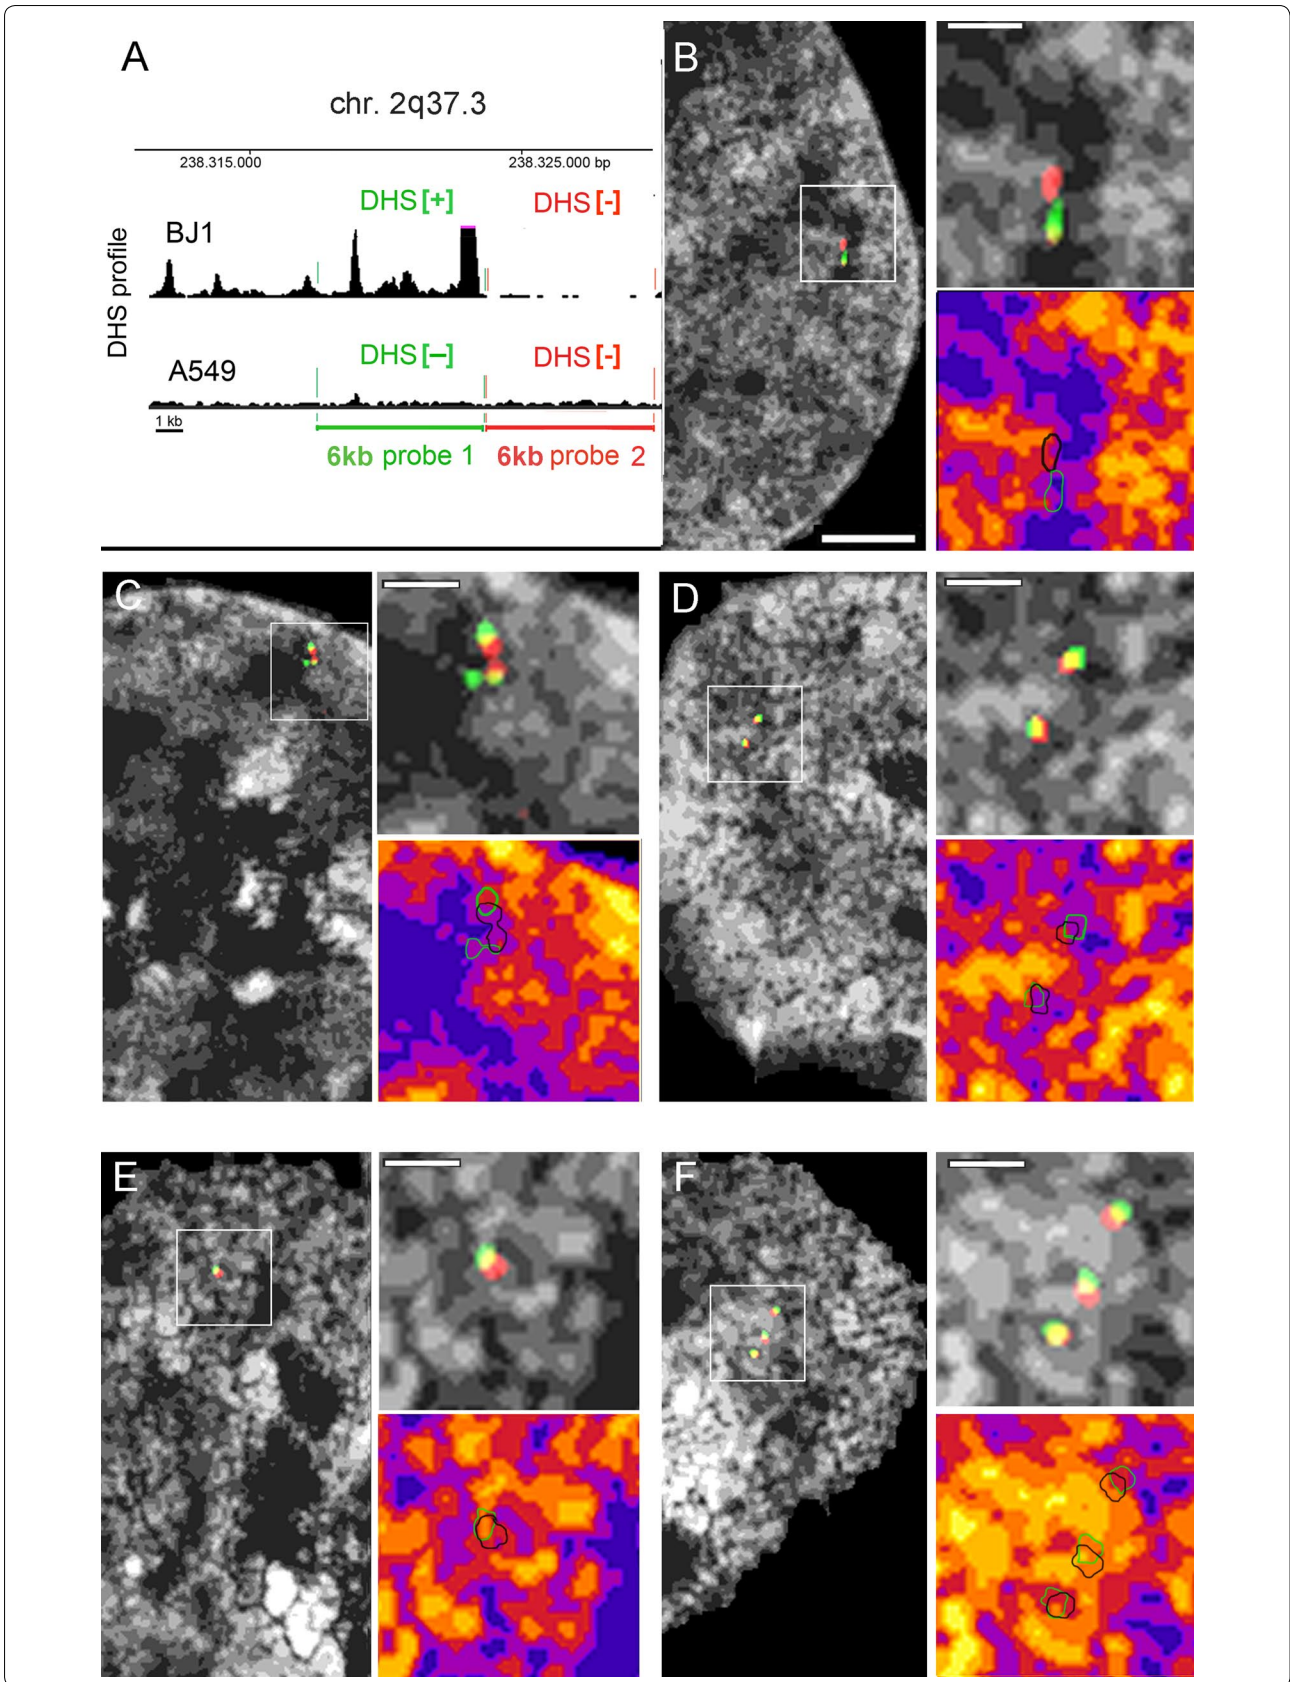 A
chr. 2q37.3
238.315.000 238.325.000 bp
DHS[+] DHS[-]
BJ1
DHS profile
DHS[–] DHS[-]
A549
1 kb
6kb probe 1 6kb probe 2
B
C
D
E
F